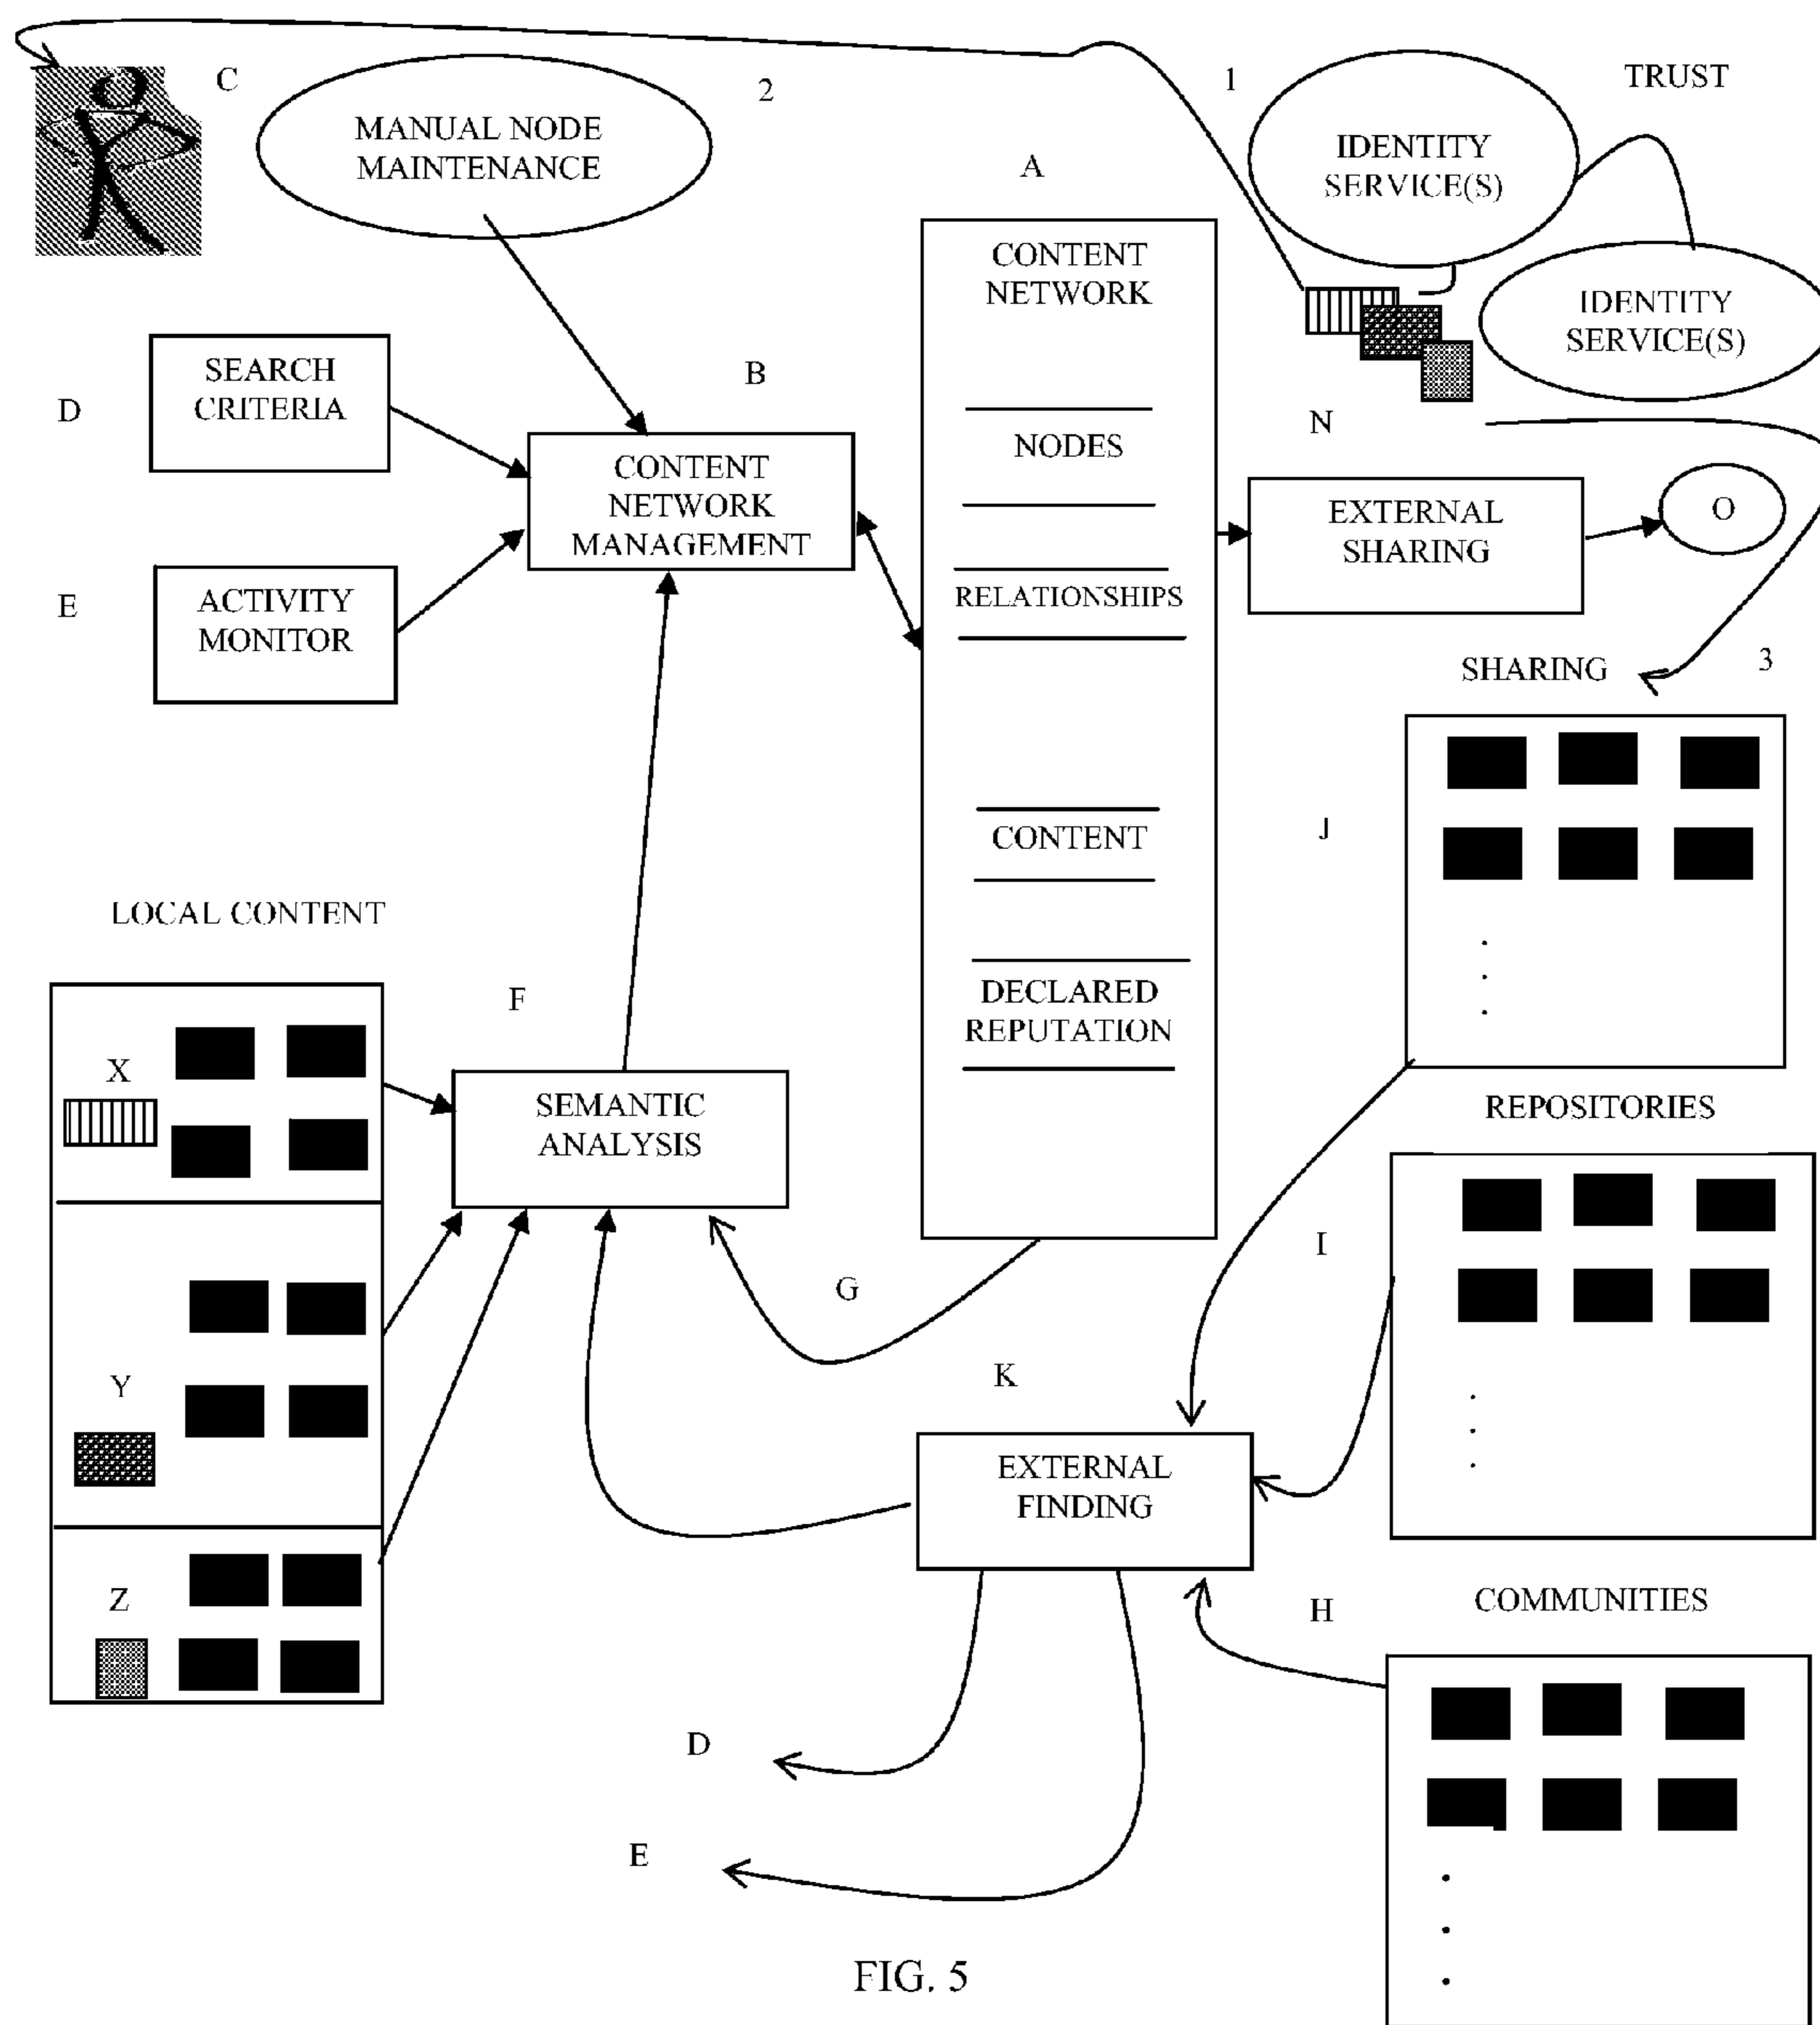 C
2
1
TRUST
MANUAL NODE
MAINTENANCE
IDENTITY
SERVICE(S)
A
CONTENT
NETWORK
IDENTITY
SERVICE(S)
D
SEARCH
CRITERIA
B
N
NODES
CONTENT
NETWORK
MANAGEMENT
EXTERNAL
SHARING
O
E
ACTIVITY
MONITOR
RELATIONSHIPS
SHARING
3
CONTENT
J
LOCAL CONTENT
F
DECLARED
REPUTATION
X
SEMANTIC
ANALYSIS
REPOSITORIES
I
G
Y
K
EXTERNAL
FINDING
Z
H
COMMUNITIES
D
E
FIG. 5